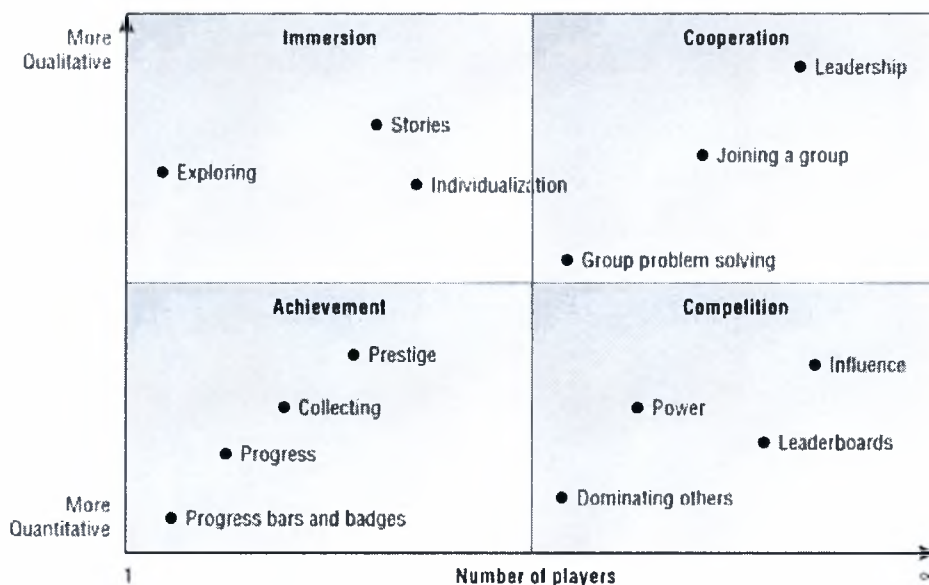 More
Qualitative
Immersion
Cooperation
Leadership
Stories
Joining a group
Exploring
Individualization
Group problem solving
Achievement
Competition
Prestige
Influence
Collecting
Power
Leaderboards
Progress
Dominating others
More
Quantitative
Progress bars and badges
1
Number of players
∞